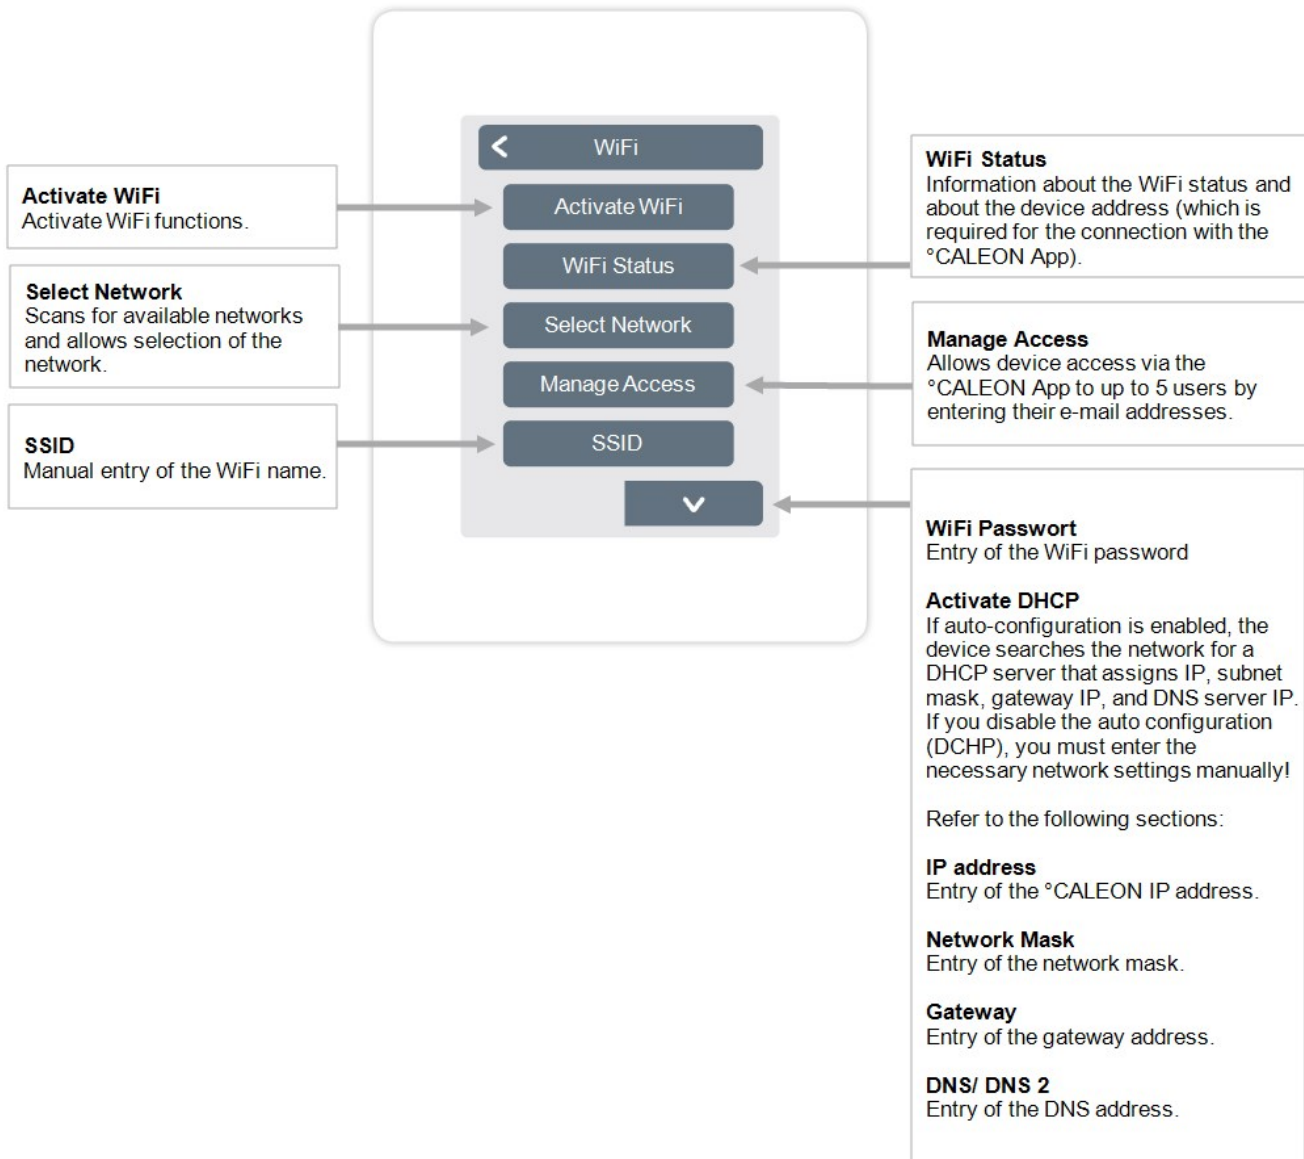 WiFi
Activate WiFi
WiFi Status
Select Network
Manage Access
SSID
Activate WiFi
Activate WiFi functions.
Select Network
Scans for available networks
and allows selection of the
network.
SSID
Manual entry of the WiFi name.
WiFi Status
Information about the WiFi status and
about the device address (which is
required for the connection with the
°CALEON App).
Manage Access
Allows device access via the
°CALEON App to up to 5 users by
entering their e-mail addresses.
WiFi Passwort
Entry of the WiFi password
Activate DHCP
If auto-configuration is enabled, the
device searches the network for a
DHCP server that assigns IP, subnet
mask, gateway IP, and DNS server IP.
If you disable the auto configuration
(DCHP), you must enter the
necessary network settings manually!
Refer to the following sections:
IP address
Entry of the °CALEON IP address.
Network Mask
Entry of the network mask.
Gateway
Entry of the gateway address.
DNS/ DNS 2
Entry of the DNS address.